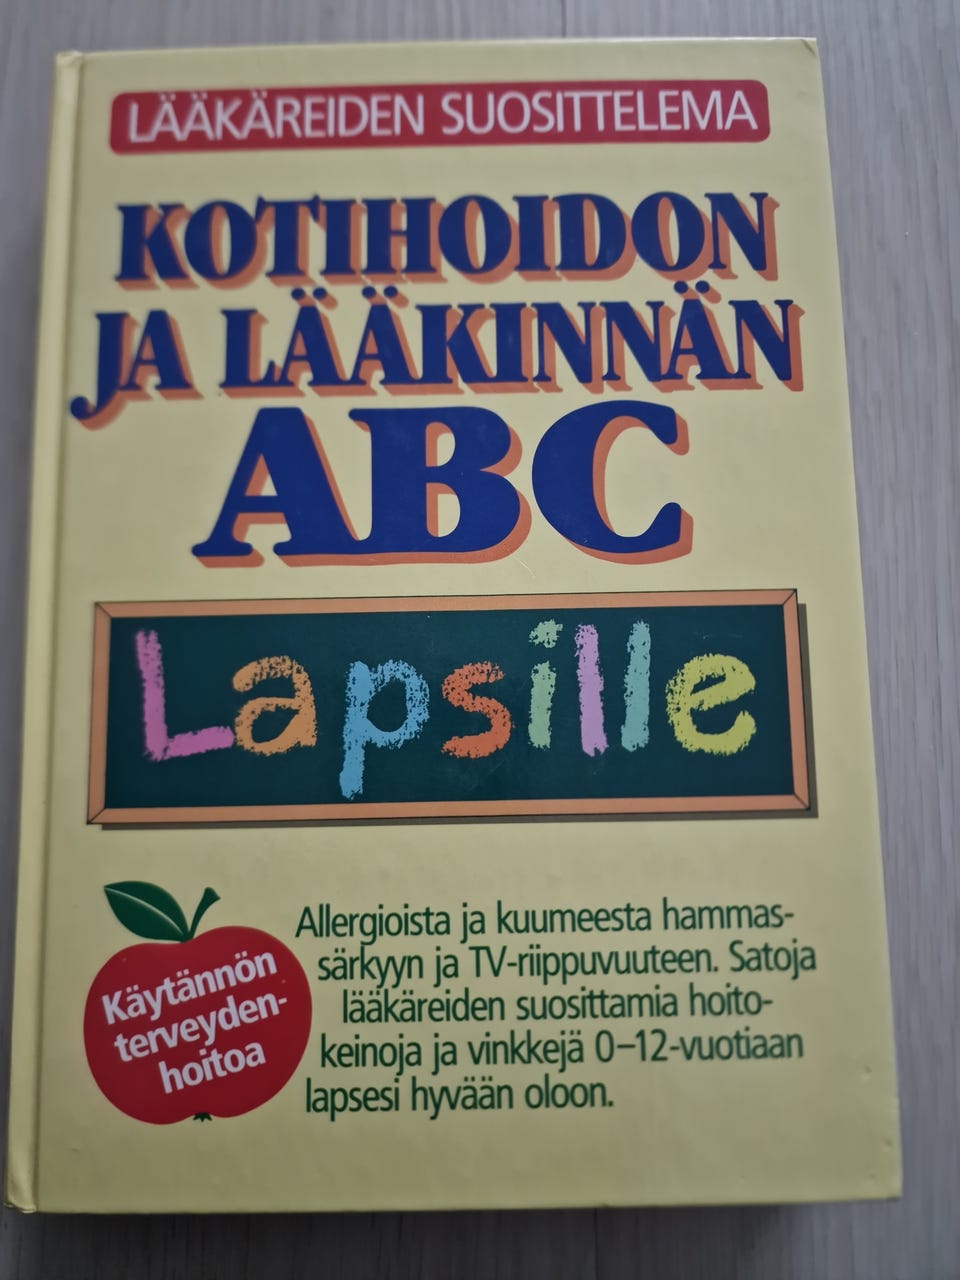 LÄÄKÄREIDEN SUOSITTELEMA
KOTIHOIDON
JA LÄÄKINNÄN
ABC
Lapsille
Käytännön
terveyden-
hoitoa
Allergioista ja kuumeesta hammas-
särkyyn ja TV-riippuvuuteen. Satoja
lääkäreiden suosittamia hoito-
keinoja ja vinkkejä 0–12-vuotiaan
lapsesi hyvään oloon.